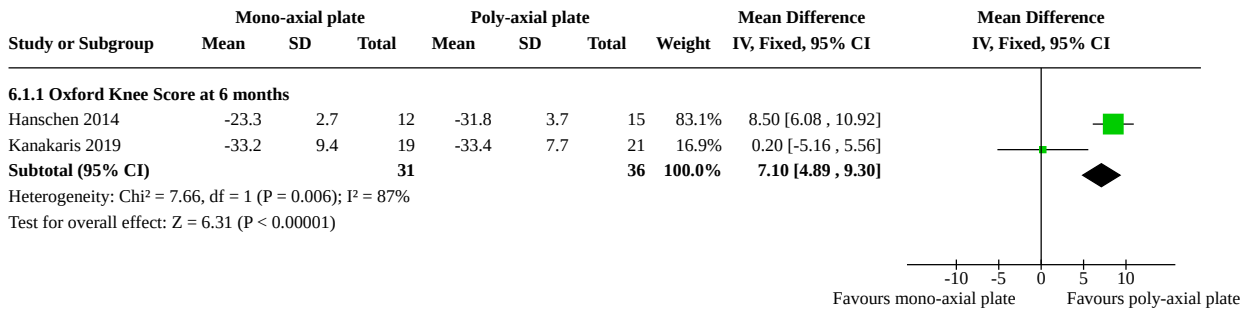 Mono-axial plate Poly-axial plate Mean Difference Mean Difference
Study or Subgroup Mean SD Total Mean SD Total Weight IV, Fixed, 95% CI IV, Fixed, 95% CI
6.1.1 Oxford Knee Score at 6 months
Hanschen 2014 -23.3 2.7 12 -31.8 3.7 15 83.1% 8.50 [6.08 , 10.92]
Kanakaris 2019 -33.2 9.4 19 -33.4 7.7 21 16.9% 0.20 [-5.16 , 5.56]
Subtotal (95% CI) 31 36 100.0% 7.10 [4.89 , 9.30]
Heterogeneity: Chi² = 7.66, df = 1 (P = 0.006); I² = 87%
Test for overall effect: Z = 6.31 (P < 0.00001)
-10 -5 0 5 10
Favours mono-axial plate Favours poly-axial plate